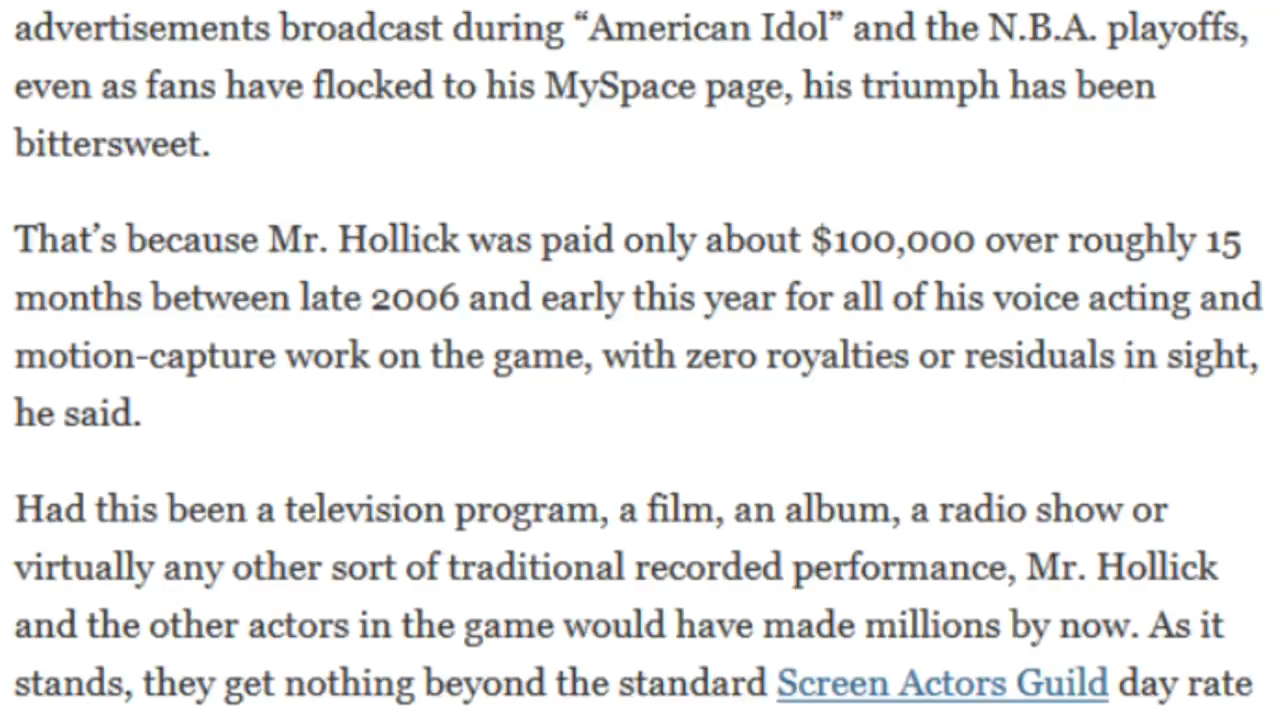 advertisements broadcast during “American Idol” and the N.B.A. playoffs,
even as fans have flocked to his MySpace page, his triumph has been
bittersweet.
That’s because Mr. Hollick was paid only about $100,000 over roughly 15
months between late 2006 and early this year for all of his voice acting and
motion-capture work on the game, with zero royalties or residuals in sight,
he said.
Had this been a television program, a film, an album, a radio show or
virtually any other sort of traditional recorded performance, Mr. Hollick
and the other actors in the game would have made millions by now. As it
stands, they get nothing beyond the standard Screen Actors Guild day rate